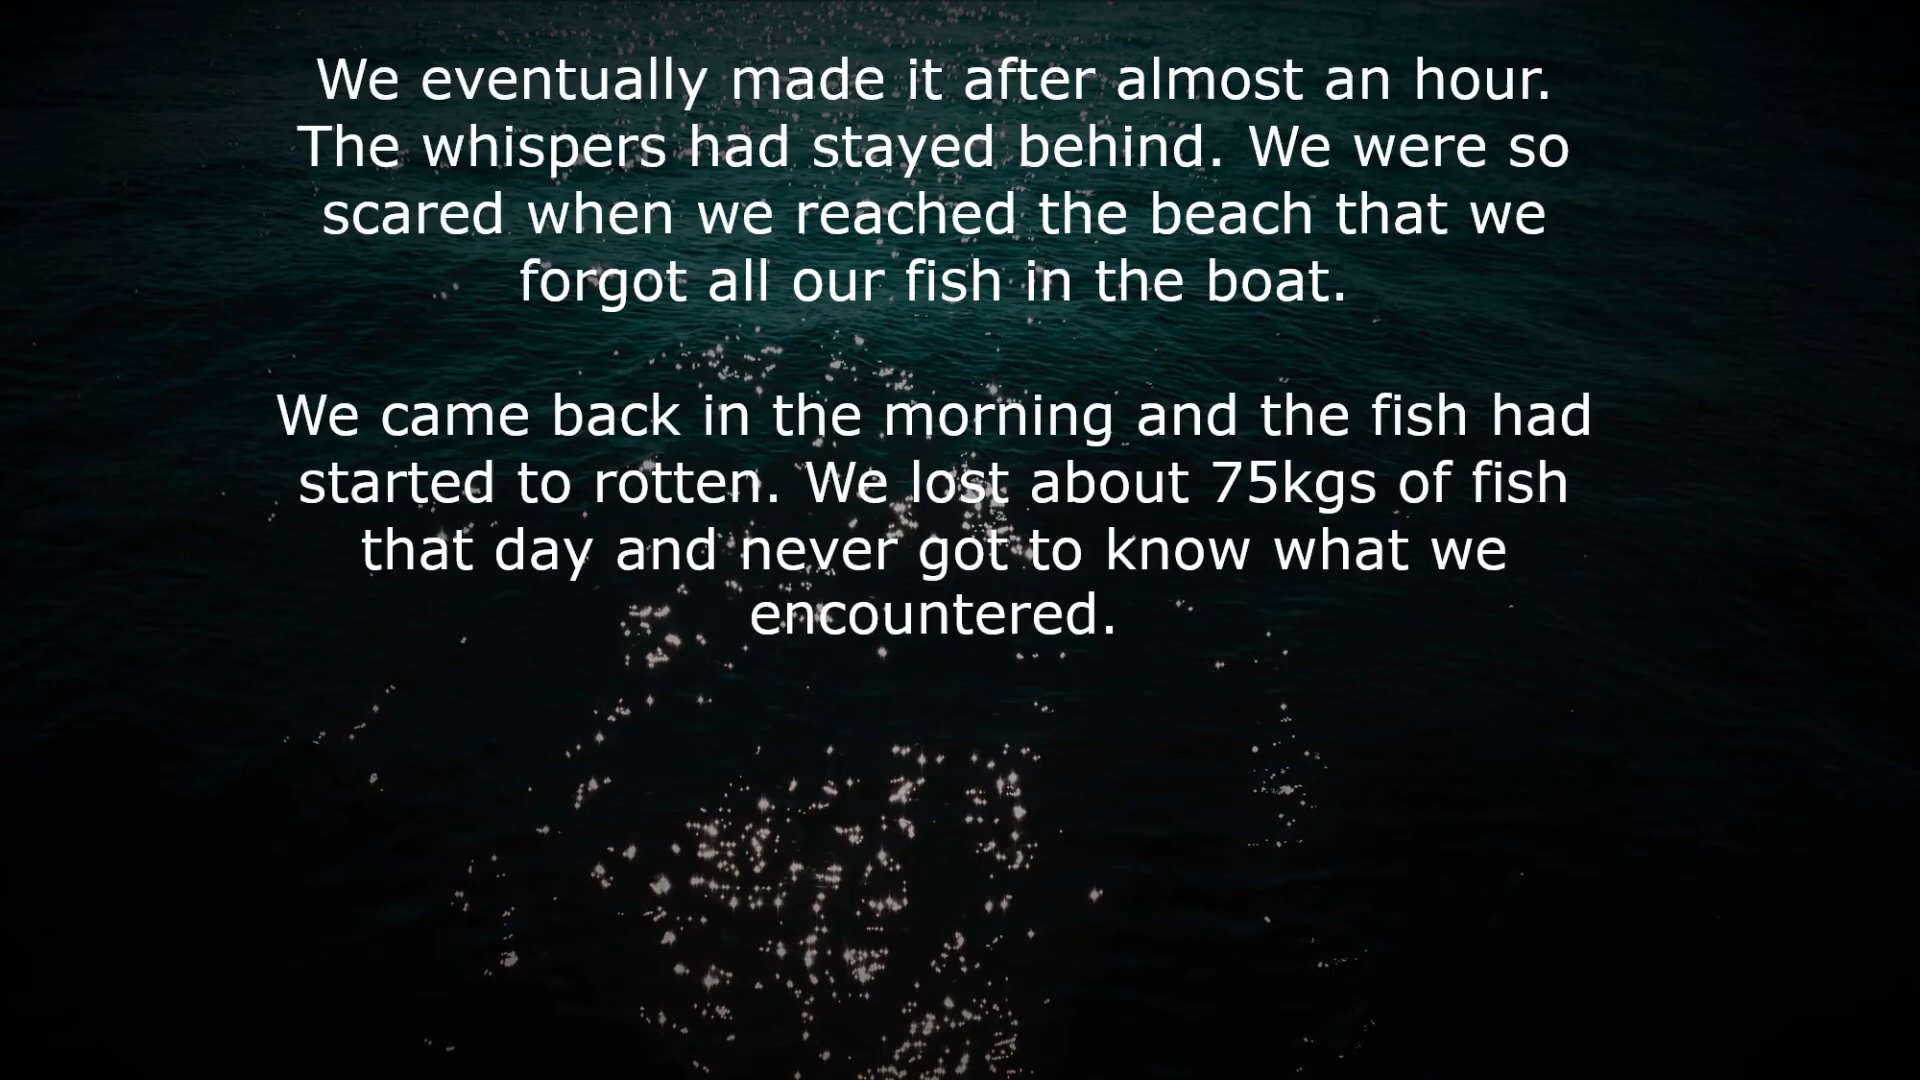 We eventually made it after almost an hour.
The whispers had stayed behind. We were so
scared when we reached the beach that we
forgot all our fish in the boat.
We came back in the morning and the fish had
started to rotten. We lost about 75kgs of fish
that day and never got to know what we
encountered.